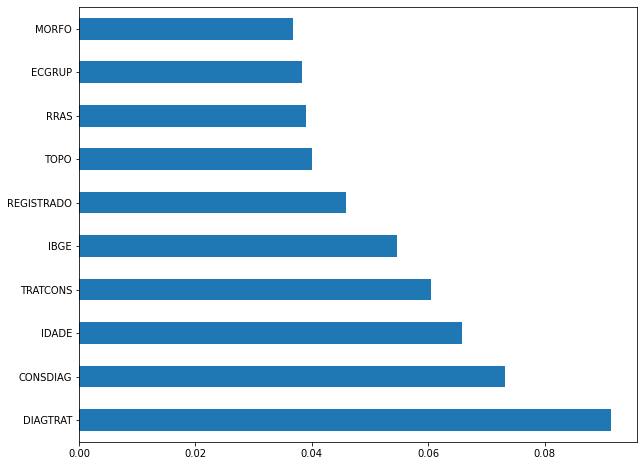 MORFO
ECGRUP
RRAS
TOPO
REGISTRADO
IBGE
TRATCONS
IDADE
CONSDIAG
DIAGTRAT
0.00 0.02 0.04 0.06 0.08